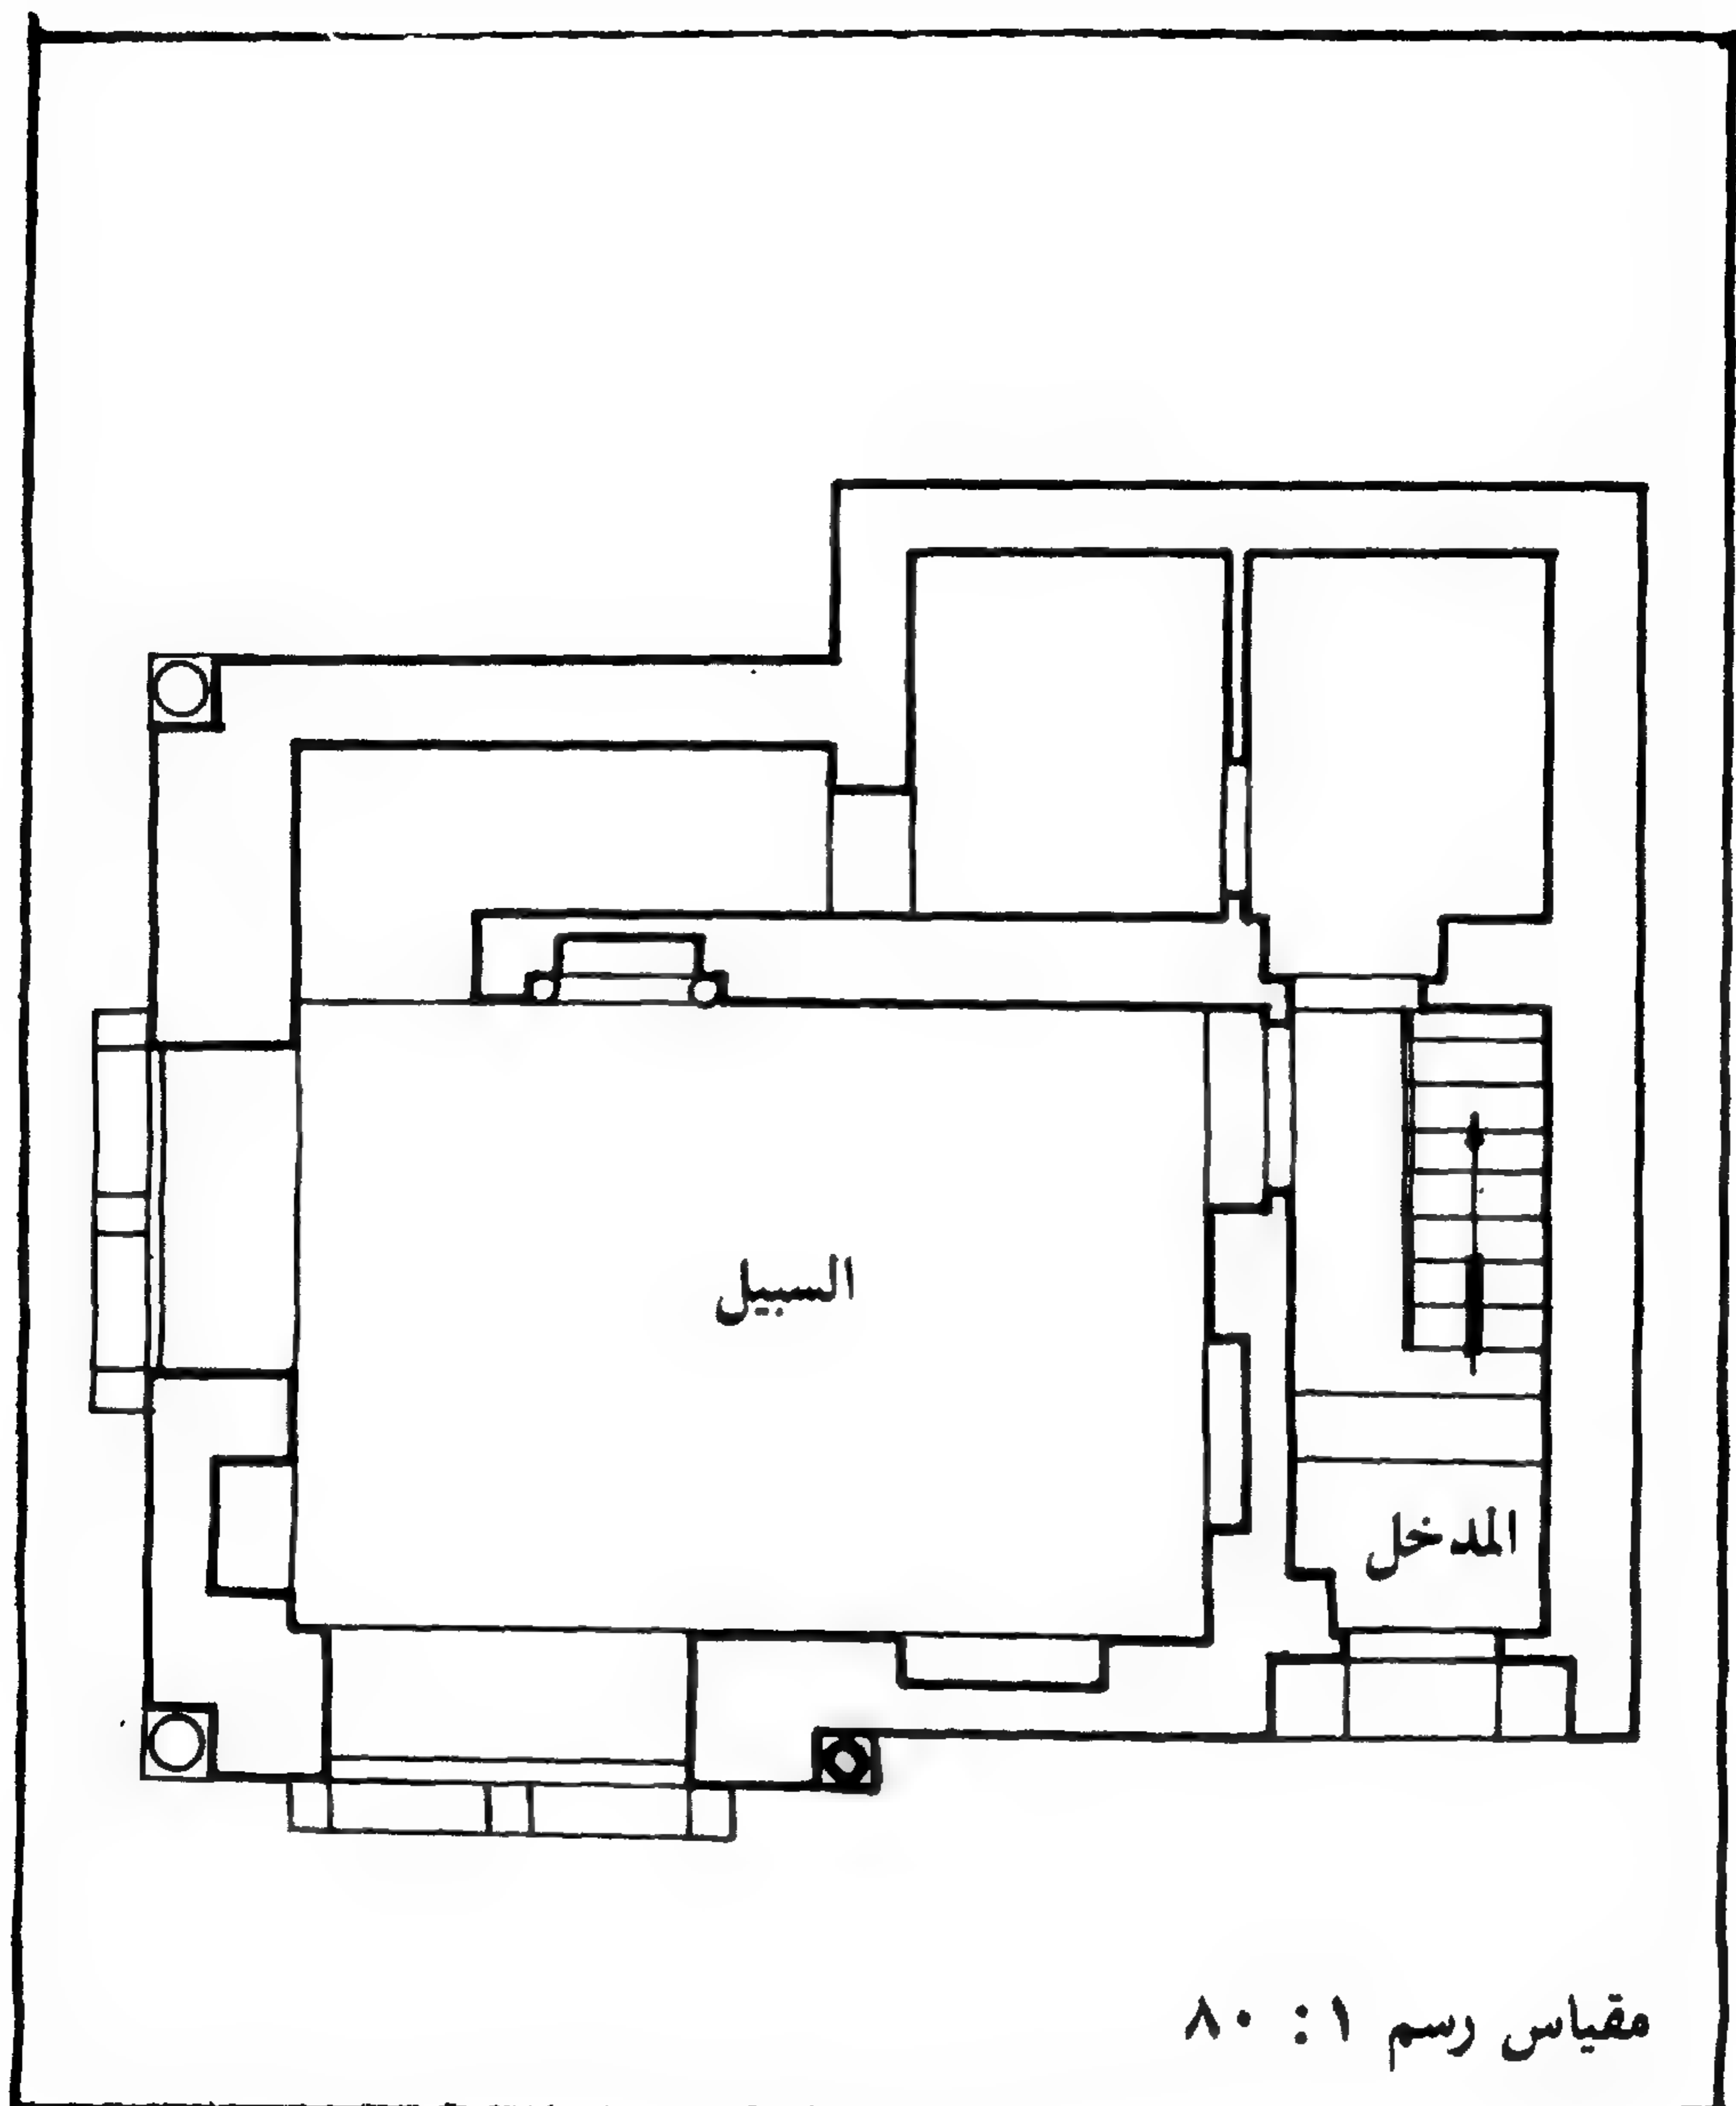 السبيل
المدخل
مقياس رسم ١ : ٨٠